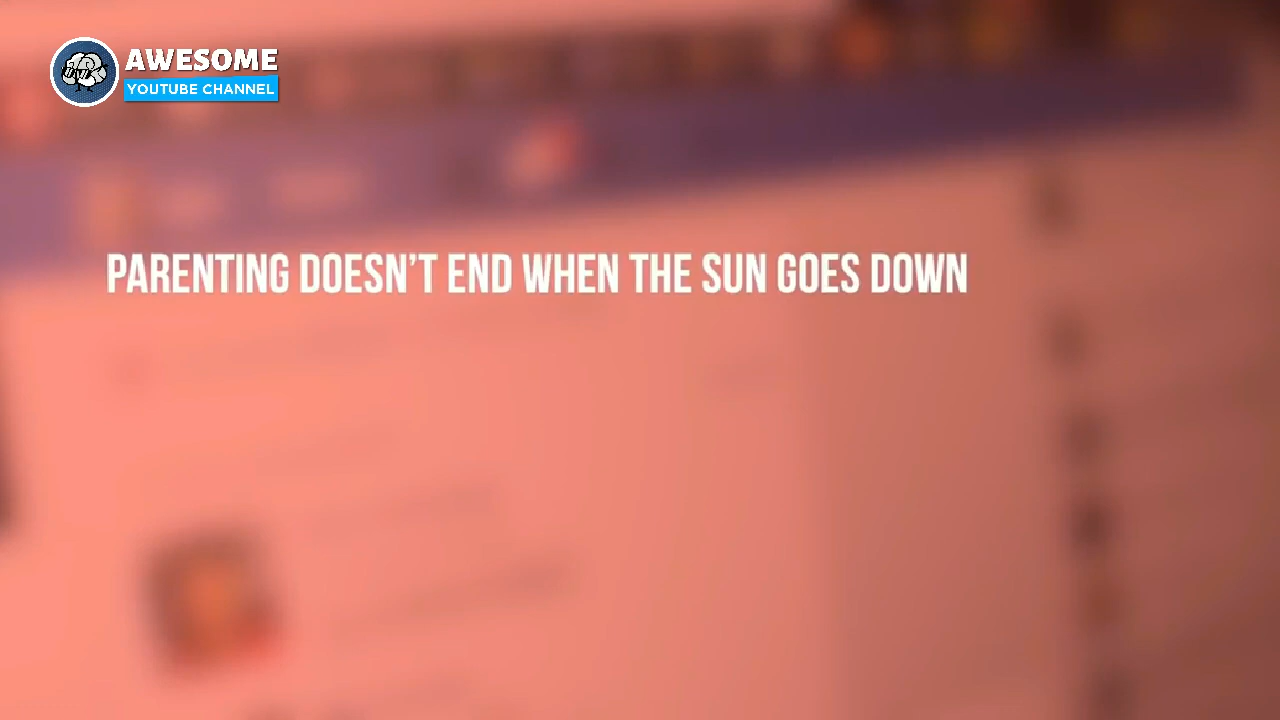 AWESOME
YOUTUBE CHANNEL
PARENTING DOESN'T END WHEN THE SUN GOES DOWN